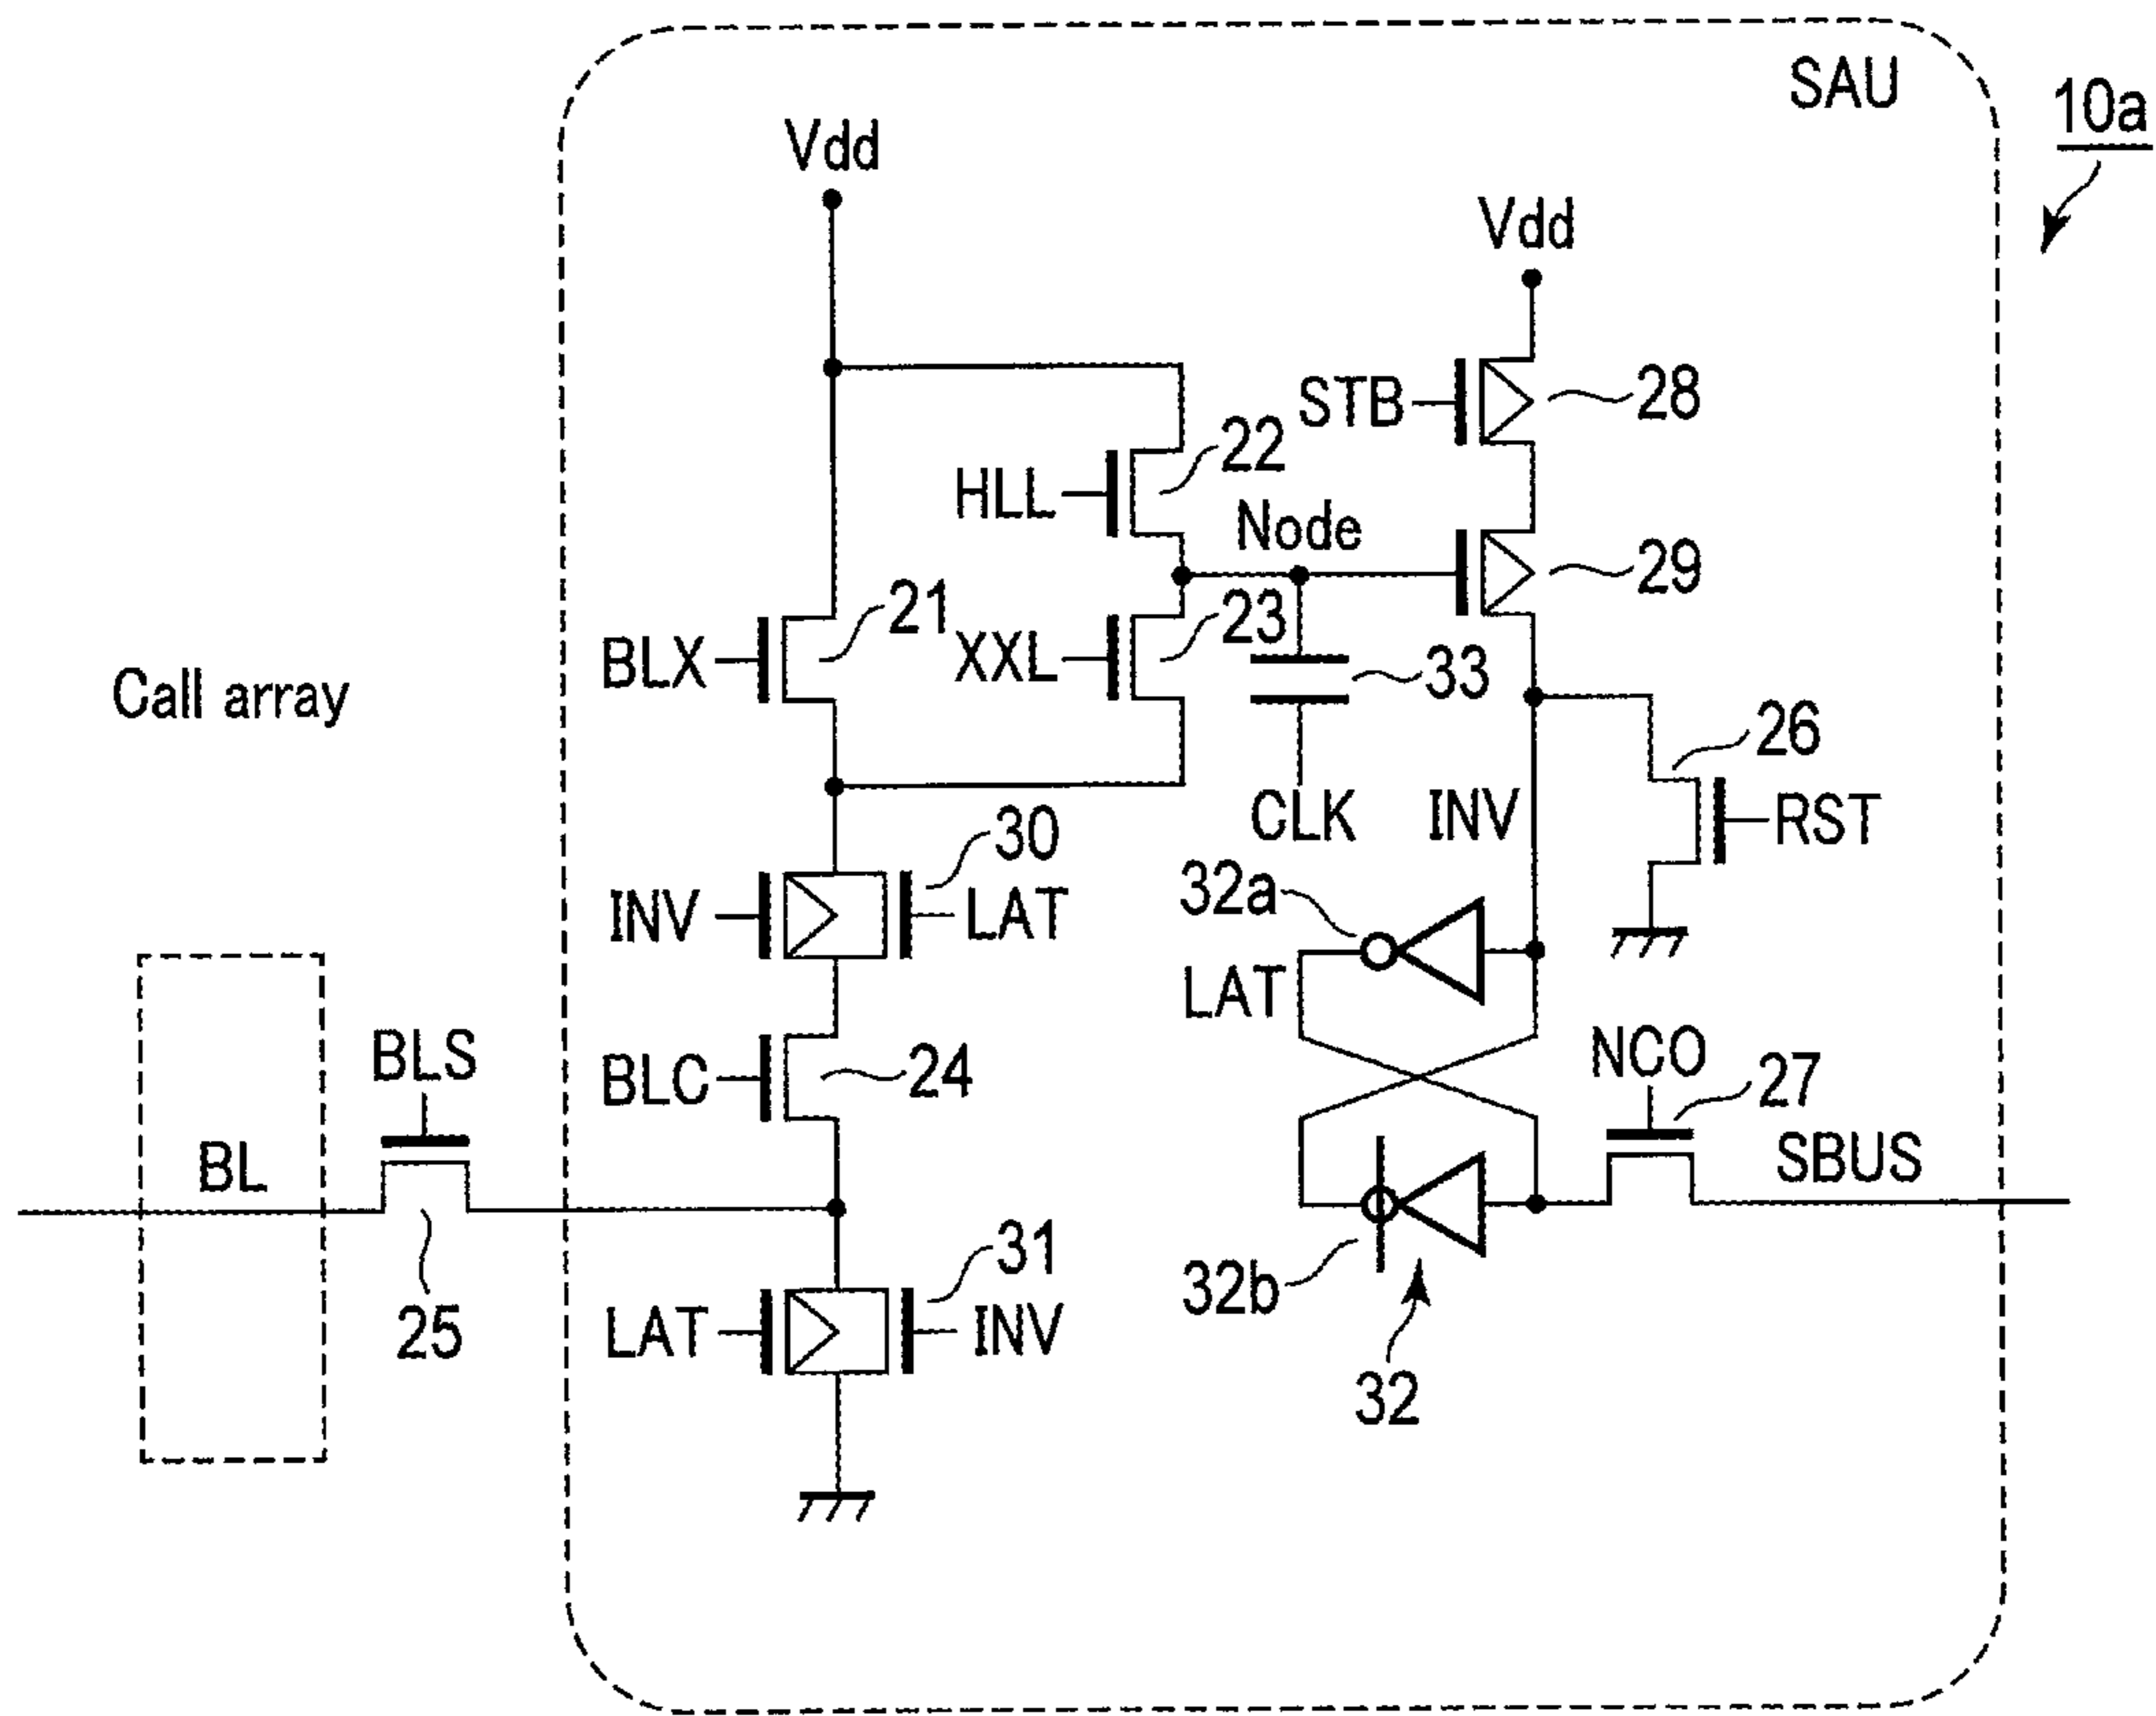 SAU
10a
Vdd
Vdd
STB
28
22
HLL
Node
29
21
23
BLX
XXL
33
Call array
26
30
CLK
INV
RST
32a
INV
LAT
LAT
BLS
BLC
24
NCO
27
BL
SBUS
31
32b
25
LAT
INV
32